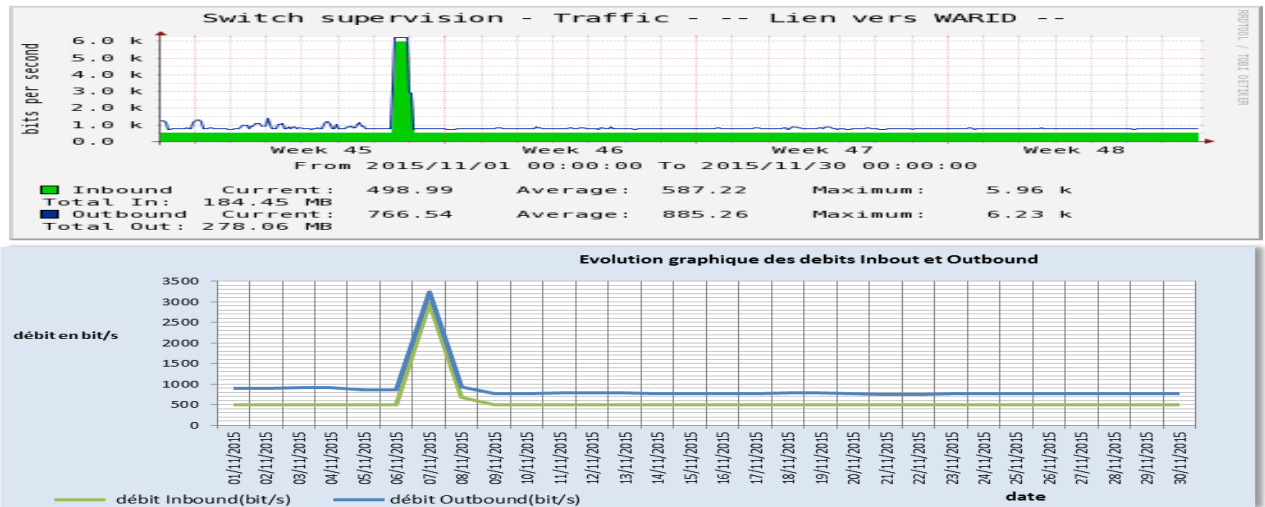 Switch supervision - Traffic - -- Lien vers WARID --
RRDTOOL / TOBI OETIKER
bits per second
6.0 k
5.0 k
4.0 k
3.0 k
2.0 k
1.0 k
0.0
Week 45 Week 46 Week 47 Week 48
From 2015/11/01 00:00:00 To 2015/11/30 00:00:00
Inbound Current: 498.99 Average: 587.22 Maximum: 5.96 k
Total In: 184.45 MB
Outbound Current: 766.54 Average: 885.26 Maximum: 6.23 k
Total Out: 278.06 MB
Evolution graphique des debits Inbout et Outbound
débit en bit/s
3500
3000
2500
2000
1500
1000
500
0
01/11/2015
02/11/2015
03/11/2015
04/11/2015
05/11/2015
06/11/2015
07/11/2015
08/11/2015
09/11/2015
10/11/2015
11/11/2015
12/11/2015
13/11/2015
14/11/2015
15/11/2015
16/11/2015
17/11/2015
18/11/2015
19/11/2015
20/11/2015
21/11/2015
22/11/2015
23/11/2015
24/11/2015
25/11/2015
26/11/2015
27/11/2015
28/11/2015
29/11/2015
30/11/2015
débit Inbound(bit/s) débit Outbound(bit/s)
date